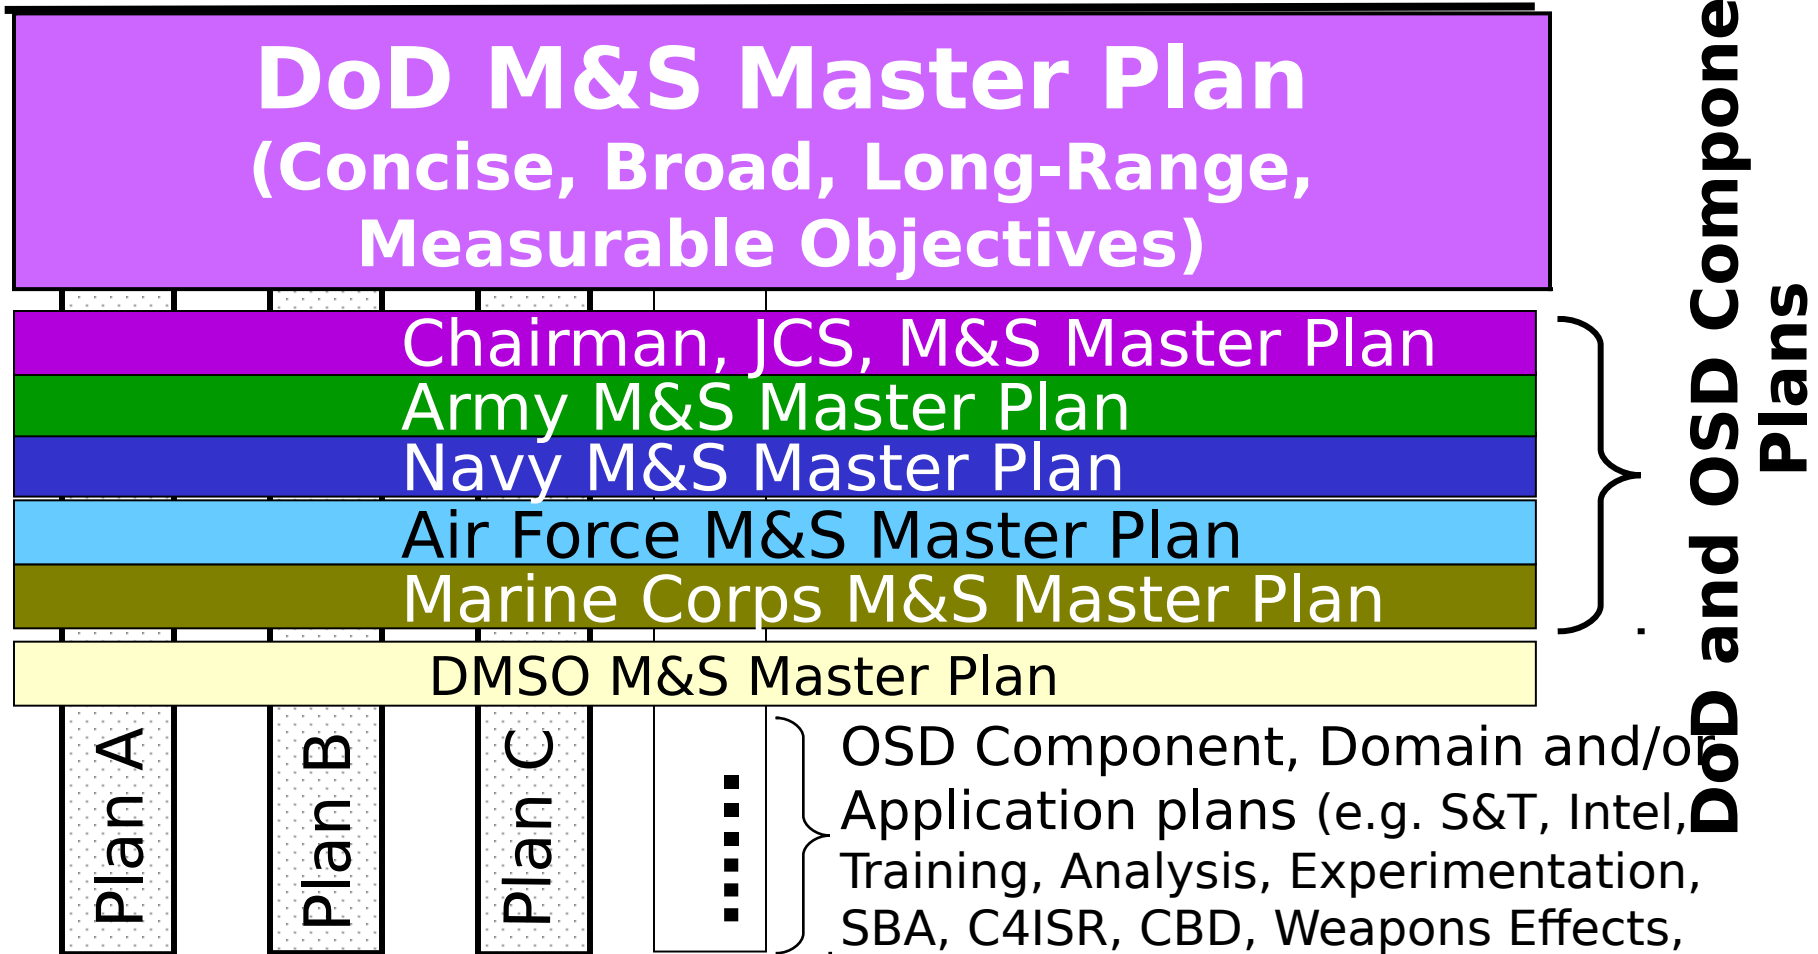 DoD M&S Master Plan
(Concise, Broad, Long-Range,
Measurable Objectives)
Chairman, JCS, M&S Master Plan
Army M&S Master Plan
Navy M&S Master Plan
Air Force M&S Master Plan
Marine Corps M&S Master Plan
DMSO M&S Master Plan
Plan A
Plan B
Plan C
......
OSD Component, Domain and/or
Application plans (e.g. S&T, Intel,
Training, Analysis, Experimentation,
SBA, C4ISR, CBD, Weapons Effects,
DoD and OSD Compone
Plans